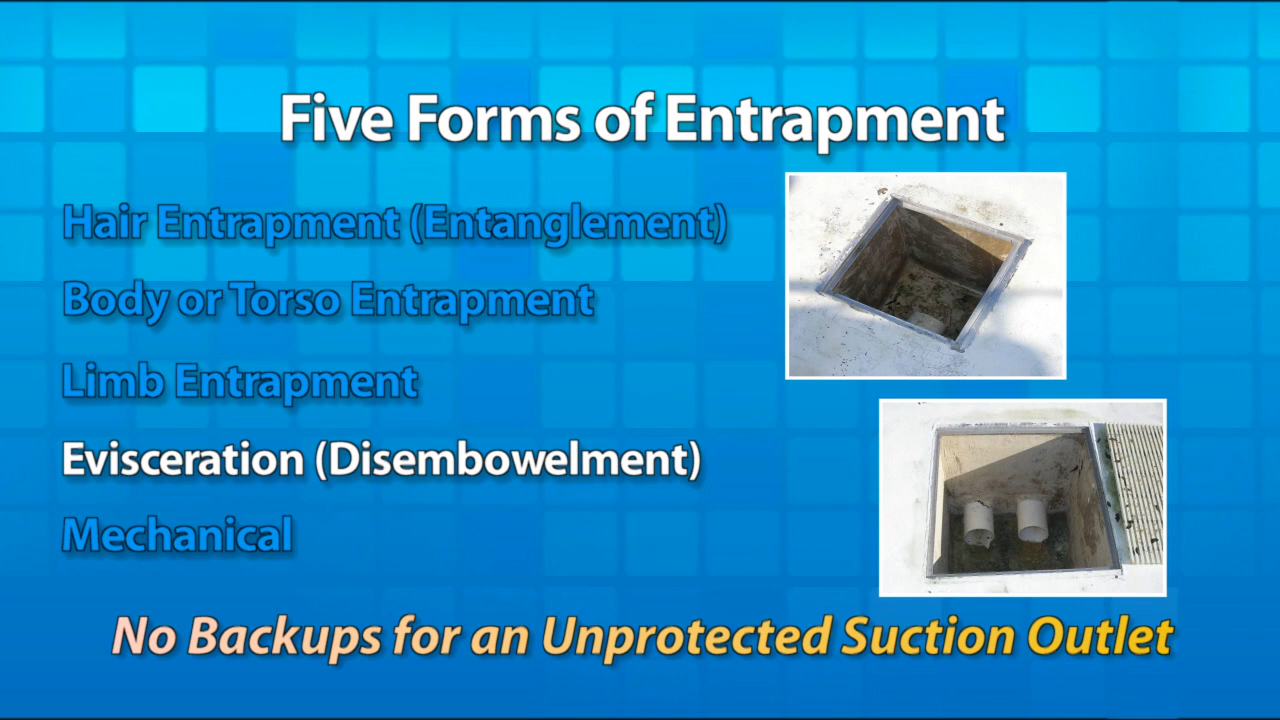 Five Forms of Entrapment
Hair Entrapment (Entanglement)
Body or Torso Entrapment
Limb Entrapment
Evisceration (Disembowelment)
Mechanical
No Backups for an Unprotected Suction Outlet